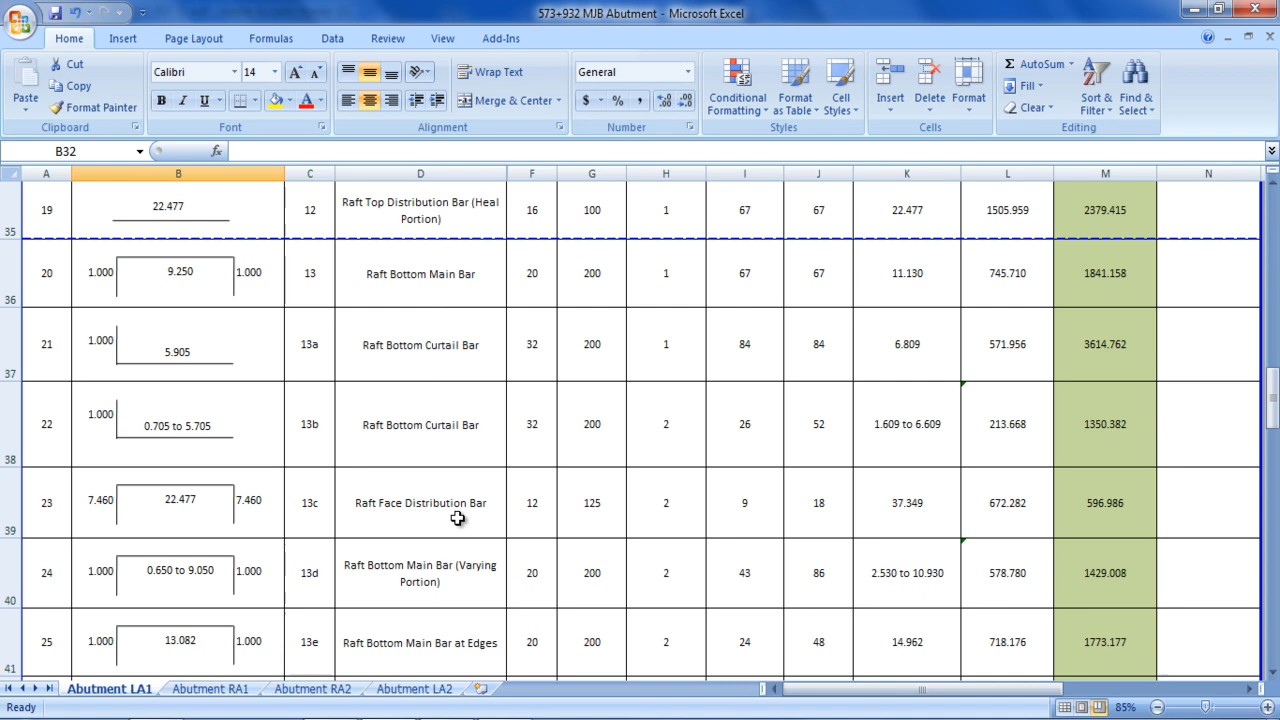 573+932 MJB Abutment - Microsoft Excel
Home Insert Page Layout Formulas Data Review View Add-Ins
Paste
Cut
Copy
Format Painter
Clipboard
Calibri 14
B I U
Font
Wrap Text
Merge & Center
Alignment
General
$ % ,
Number
Conditional Formatting
Format as Table
Cell Styles
Styles
Insert Delete Format
Cells
Σ AutoSum
Fill
Clear
Sort & Filter
Find & Select
Editing
B32 fx
A B C D F G H I J K L M N
35 19 22.477 12 Raft Top Distribution Bar (Heal Portion) 16 100 1 67 67 22.477 1505.959 2379.415
36 20 1.000 9.250 1.000 13 Raft Bottom Main Bar 20 200 1 67 67 11.130 745.710 1841.158
37 21 1.000 5.905 13a Raft Bottom Curtail Bar 32 200 1 84 84 6.809 571.956 3614.762
38 22 1.000 0.705 to 5.705 13b Raft Bottom Curtail Bar 32 200 2 26 52 1.609 to 6.609 213.668 1350.382
39 23 7.460 22.477 7.460 13c Raft Face Distribution Bar 12 125 2 9 18 37.349 672.282 596.986
40 24 1.000 0.650 to 9.050 1.000 13d Raft Bottom Main Bar (Varying Portion) 20 200 2 43 86 2.530 to 10.930 578.780 1429.008
41 25 1.000 13.082 1.000 13e Raft Bottom Main Bar at Edges 20 200 2 24 48 14.962 718.176 1773.177
Abutment LA1 Abutment RA1 Abutment RA2 Abutment LA2
Ready 85%